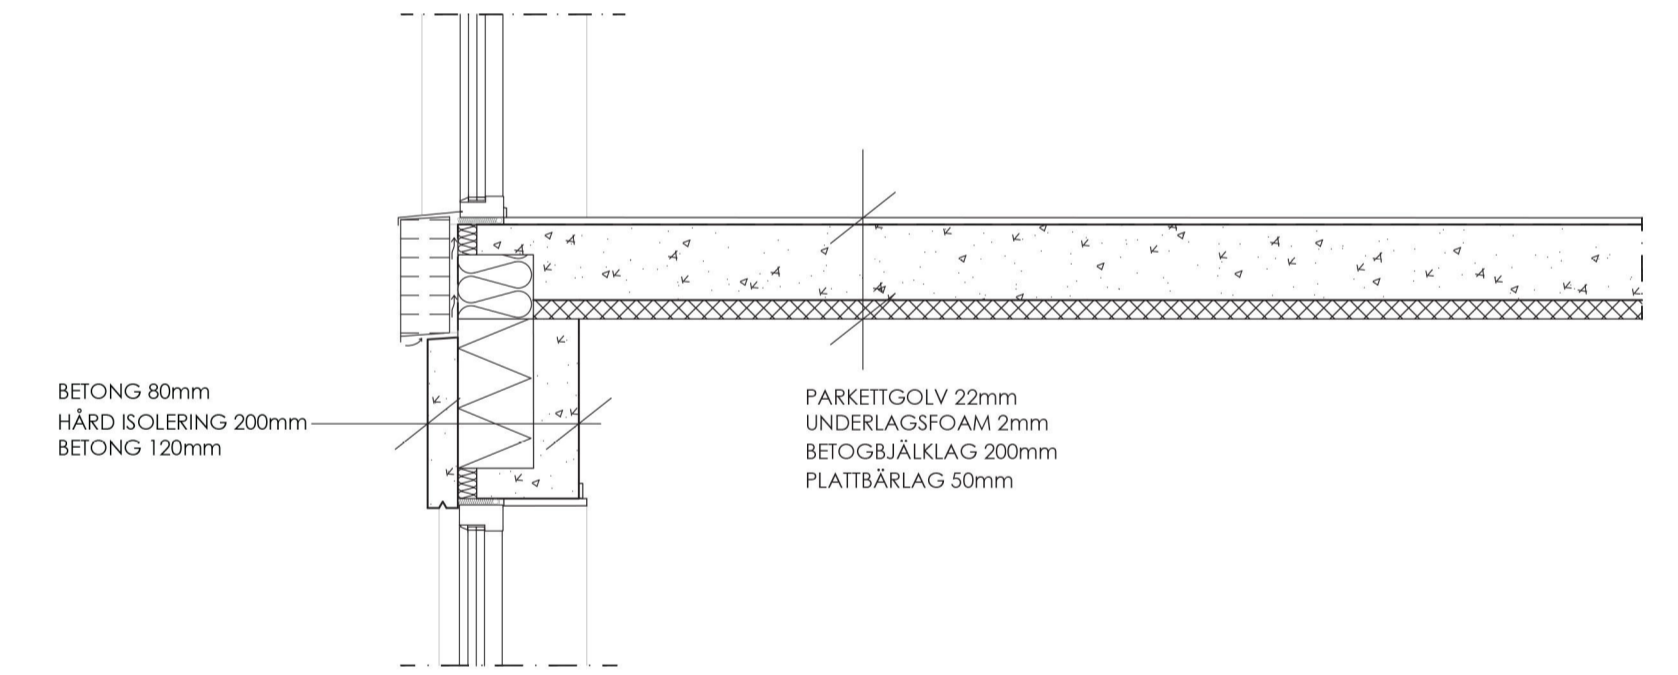 BETONG 80mm
HÅRD ISOLERING 200mm
BETONG 120mm
PARKETTGOLV 22mm
UNDERLAGSFOAM 2mm
BETOGBJÄLKLAG 200mm
PLATTBÄRLAG 50mm